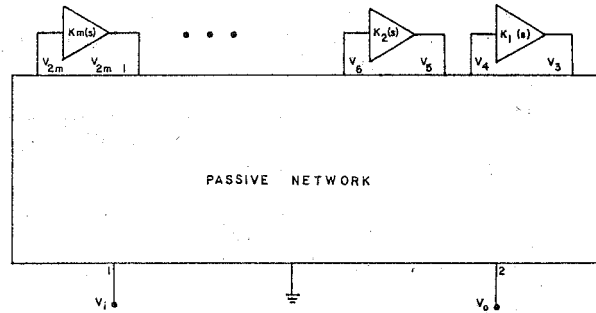 Km(s)
K2(s)
K1(s)
V2m
V2m 1
V6
V5
V4
V3
PASSIVE NETWORK
1
2
Vi
Vo